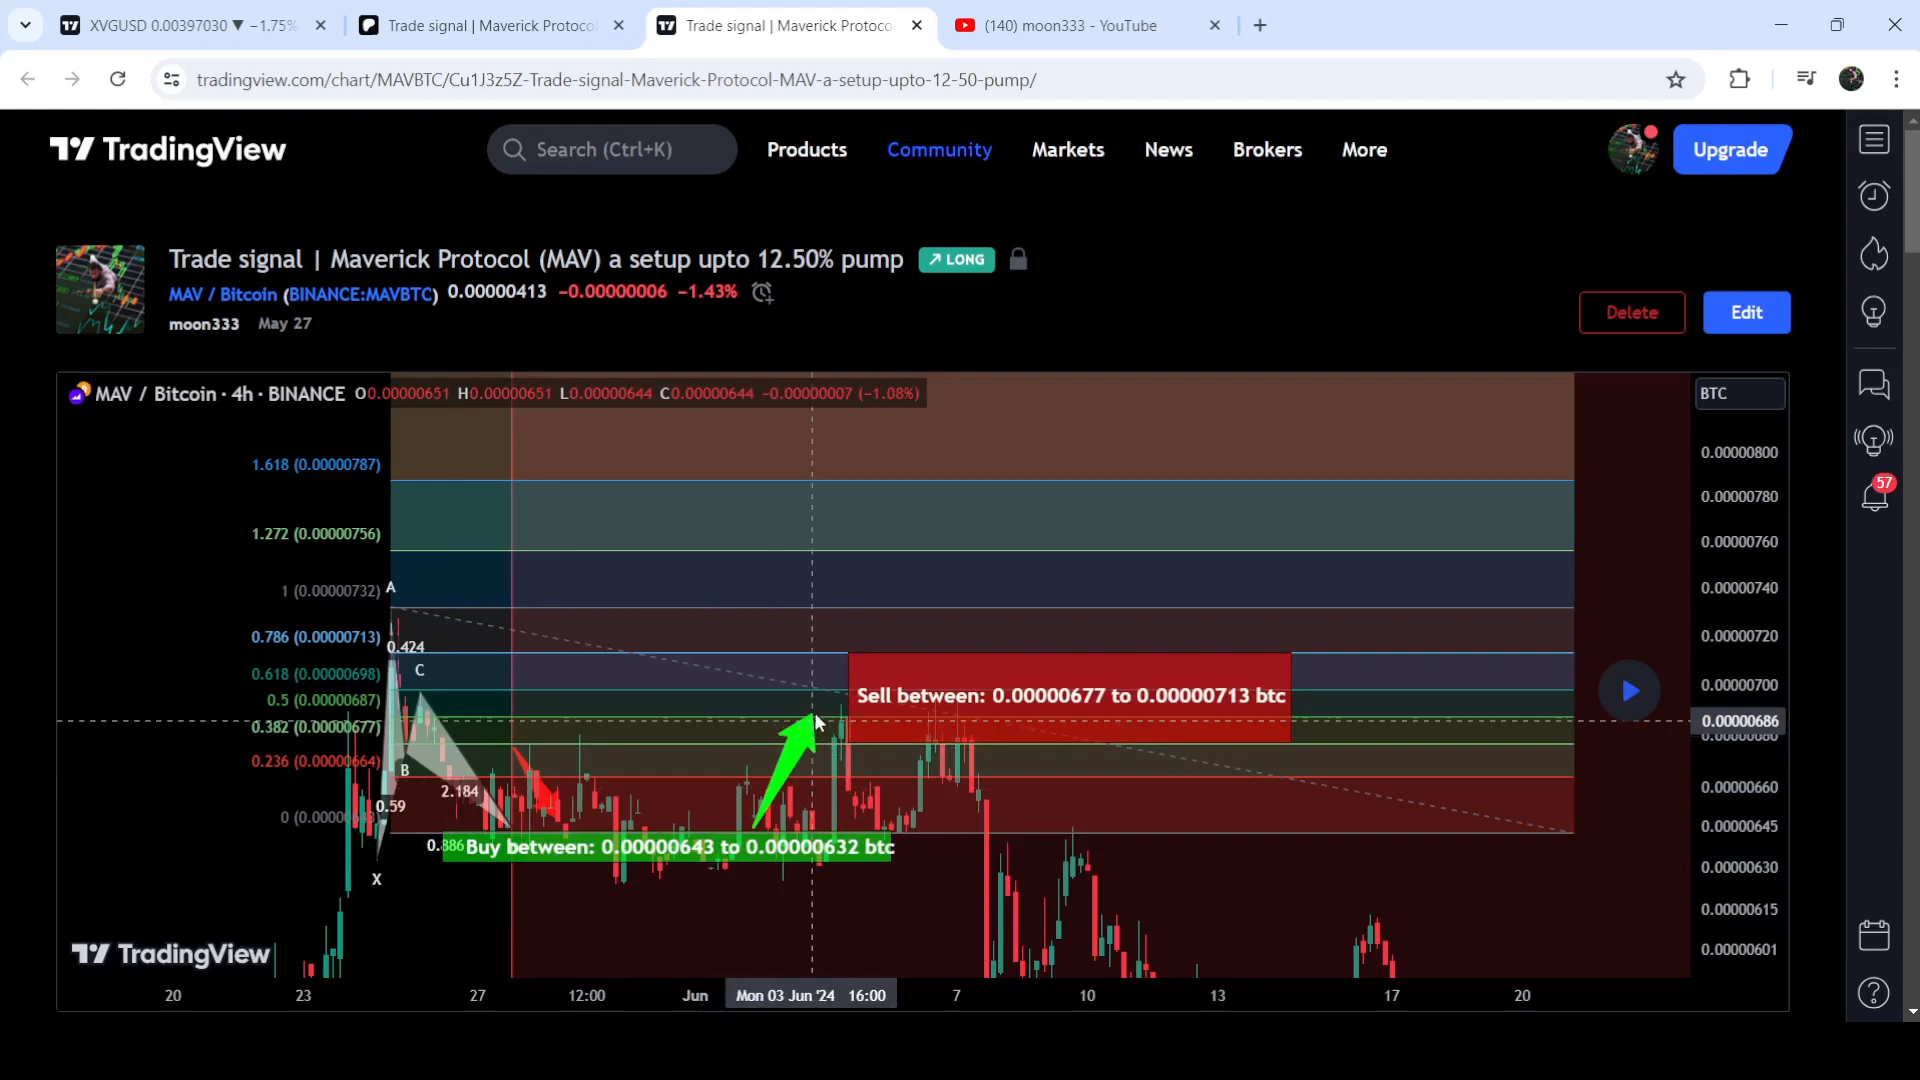 XVGUSD 0.00397030 ▼ −1.75%
Trade signal | Maverick Protoco
Trade signal | Maverick Protoco
(140) moon333 - YouTube
tradingview.com/chart/MAVBTC/Cu1J3z5Z-Trade-signal-Maverick-Protocol-MAV-a-setup-upto-12-50-pump/
TradingView
Search (Ctrl+K)
Products
Community
Markets
News
Brokers
More
Upgrade
Trade signal | Maverick Protocol (MAV) a setup upto 12.50% pump
LONG
MAV / Bitcoin (BINANCE:MAVBTC) 0.00000413 −0.00000006 −1.43%
moon333 May 27
Delete
Edit
57
MAV / Bitcoin · 4h · BINANCE O0.00000651 H0.00000651 L0.00000644 C0.00000644 −0.00000007 (−1.08%)
BTC
1.618 (0.00000787)
1.272 (0.00000756)
1 (0.00000732)
0.786 (0.00000713)
0.618 (0.00000698)
0.5 (0.00000687)
0.382 (0.00000677)
0.236 (0.00000664)
A
0.424
C
B
2.184
0.59
0.886
X
Sell between: 0.00000677 to 0.00000713 btc
Buy between: 0.00000643 to 0.00000632 btc
0.00000800
0.00000780
0.00000760
0.00000740
0.00000720
0.00000700
0.00000686
0.00000680
0.00000660
0.00000645
0.00000630
0.00000615
0.00000601
TradingView
20
23
27
12:00
Jun
Mon 03 Jun '24 16:00
7
10
13
17
20